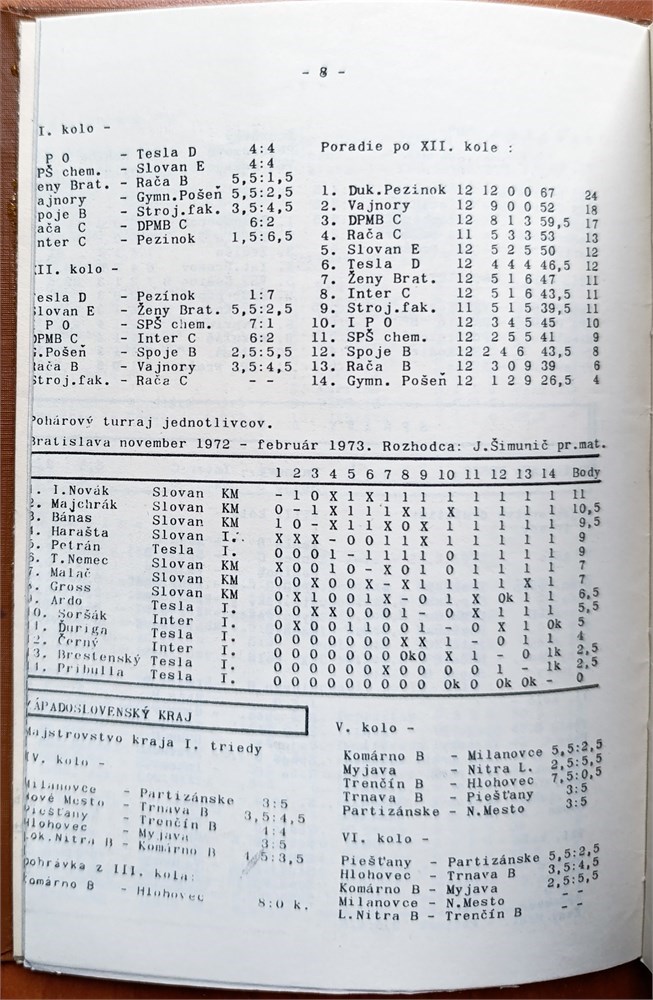 - 8 -
I. kolo -
P O - Tesla D 4:4
PŠ chem. - Slovan E 4:4
eny Brat. - Rača B 5,5:1,5
ajnory - Gymn.Pošeň 5,5:2,5
poje B - Stroj.fak. 3,5:4,5
ača C - DPMB C 6:2
nter C - Pezinok 1,5:6,5
II. kolo -
esla D - Pezínok 1:7
lovan E - Ženy Brat. 5,5:2,5
P O - SPŠ chem. 7:1
DPMB C - Inter C 6:2
.Pošeň - Spoje B 2,5:5,5
ača B - Vajnory 3,5:4,5
Stroj.fak. - Rača C - -
Poradie po XII. kole :
1. Duk.Pezinok 12 12 0 0 67 24
2. Vajnory 12 9 0 0 52 18
3. DPMB C 12 8 1 3 59,5 17
4. Rača C 11 5 3 3 53 13
5. Slovan E 12 5 2 5 50 12
6. Tesla D 12 4 4 4 46,5 12
7. Ženy Brat. 12 5 1 6 47 11
8. Inter C 12 5 1 6 43,5 11
9. Stroj.fak. 11 5 1 5 39,5 11
10. I P O 12 3 4 5 45 10
11. SPŠ chem. 12 2 5 5 41 9
12. Spoje B 12 2 4 6 43,5 8
13. Rača B 12 3 0 9 39 6
14. Gymn. Pošeň 12 1 2 9 26,5 4
Pohárový turraj jednotlivcov.
Bratislava november 1972 - február 1973. Rozhodca: J.Šimunič pr.mat.
1 2 3 4 5 6 7 8 9 10 11 12 13 14 Body
1. I.Novák Slovan KM - 1 0 X 1 X 1 1 1 1 1 1 1 1 11
2. Majchrák Slovan KM 0 - 1 X 1 1 1 X 1 X 1 1 1 1 10,5
3. Bánas Slovan KM 1 0 - X 1 1 X 0 X 1 1 1 1 1 9,5
4. Harašta Slovan I. X X X - 0 0 1 1 X 1 1 1 1 1 9
5. Petrán Tesla I. 0 0 0 1 - 1 1 1 1 0 1 1 1 1 9
6. T.Nemec Slovan KM X 0 0 1 0 - X 0 1 1 1 1 1 1 7
7. Malač Slovan KM 0 0 X 0 0 X - X 1 1 1 1 X 1 7
8. Gross Slovan KM 0 X 1 0 0 1 X - 0 1 X 0k 1 1 6,5
9. Ardo Tesla I. 0 0 X X 0 0 0 1 - 0 X 1 1 1 5,5
10. Soršák Inter I. 0 X 0 0 1 1 0 0 1 - 0 X 1 0k 5
11. Ďuriga Tesla I. 0 0 0 0 0 0 0 X X 1 - 0 1 1 4
12. Černý Inter I. 0 0 0 0 0 0 0 0k0 X 1 - 0 1k 2,5
13. Brestenský Tesla I. 0 0 0 0 0 0 X 0 0 0 0 1 - 1k 2,5
14. Pribulla Tesla I. 0 0 0 0 0 0 0 0 0 0k 0 0k 0k - 0
ZÁPADOSLOVENSKÝ KRAJ
Majstrovstvo kraja I. triedy
IV. kolo -
Milanovce - Partizánske 3:5
Nové Mesto - Trnava B 3,5:4,5
Piešťany - Trenčín B 4:4
Hlohovec - Myjava 3:5
Lok.Nitra B - Komárno B 4,5:3,5
Dohrávka z III. kola:
Komárno B - Hlohovec 8:0 k.
V. kolo -
Komárno B - Milanovce 5,5:2,5
Myjava - Nitra L. 2,5:5,5
Trenčín B - Hlohovec 7,5:0,5
Trnava B - Piešťany 3:5
Partizánske - N.Mesto 3:5
VI. kolo -
Piešťany - Partizánske 5,5:2,5
Hlohovec - Trnava B 3,5:4,5
Komárno B - Myjava 2,5:5,5
Milanovce - N.Mesto - -
L.Nitra B - Trenčín B - -